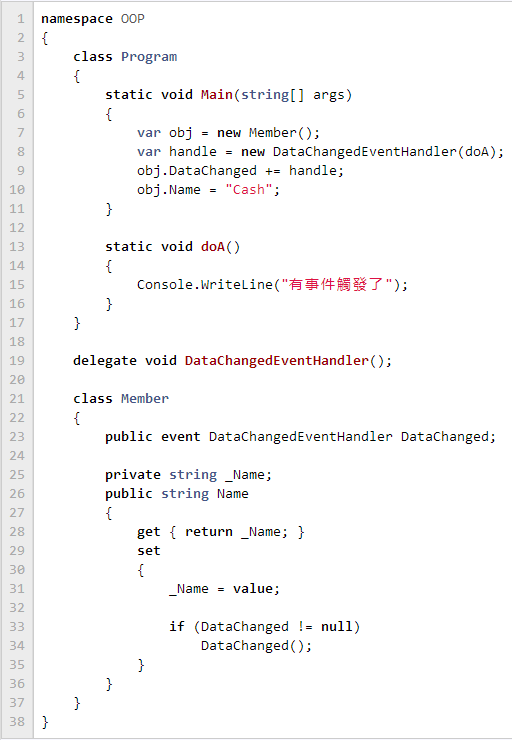 1 namespace OOP
2 {
3 class Program
4 {
5 static void Main(string[] args)
6 {
7 var obj = new Member();
8 var handle = new DataChangedEventHandler(doA);
9 obj.DataChanged += handle;
10 obj.Name = "Cash";
11 }
12
13 static void doA()
14 {
15 Console.WriteLine("有事件觸發了");
16 }
17 }
18
19 delegate void DataChangedEventHandler();
20
21 class Member
22 {
23 public event DataChangedEventHandler DataChanged;
24
25 private string _Name;
26 public string Name
27 {
28 get { return _Name; }
29 set
30 {
31 _Name = value;
32
33 if (DataChanged != null)
34 DataChanged();
35 }
36 }
37 }
38 }